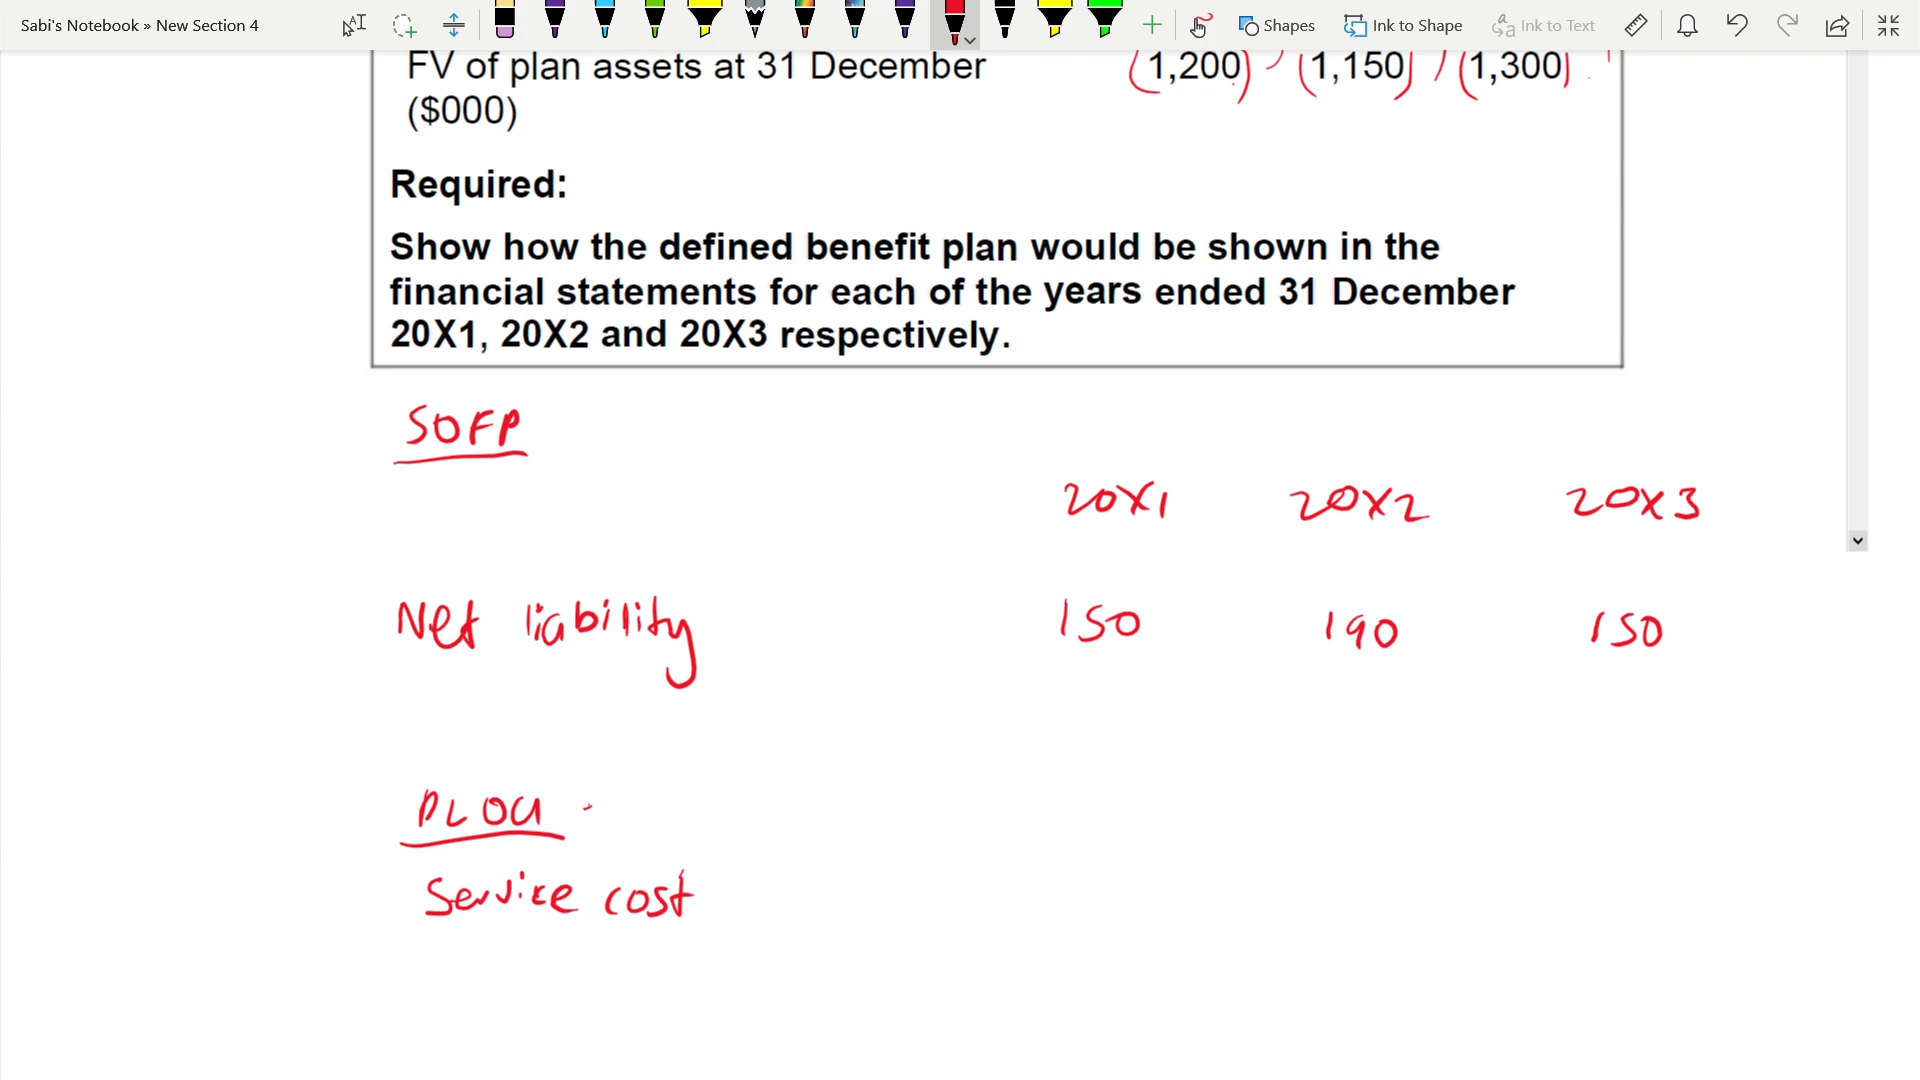 Sabi's Notebook » New Section 4
Shapes
Ink to Shape
Ink to Text
FV of plan assets at 31 December (1,200) (1,150) (1,300)
($000)
Required:
Show how the defined benefit plan would be shown in the
financial statements for each of the years ended 31 December
20X1, 20X2 and 20X3 respectively.
SOFP
20X1 20X2 20X3
Net liability 150 190 150
PLOCI
Service cost